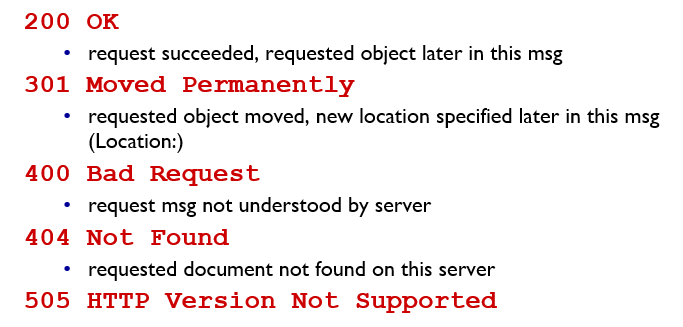 200 OK
• request succeeded, requested object later in this msg
301 Moved Permanently
• requested object moved, new location specified later in this msg
(Location:)
400 Bad Request
• request msg not understood by server
404 Not Found
• requested document not found on this server
505 HTTP Version Not Supported